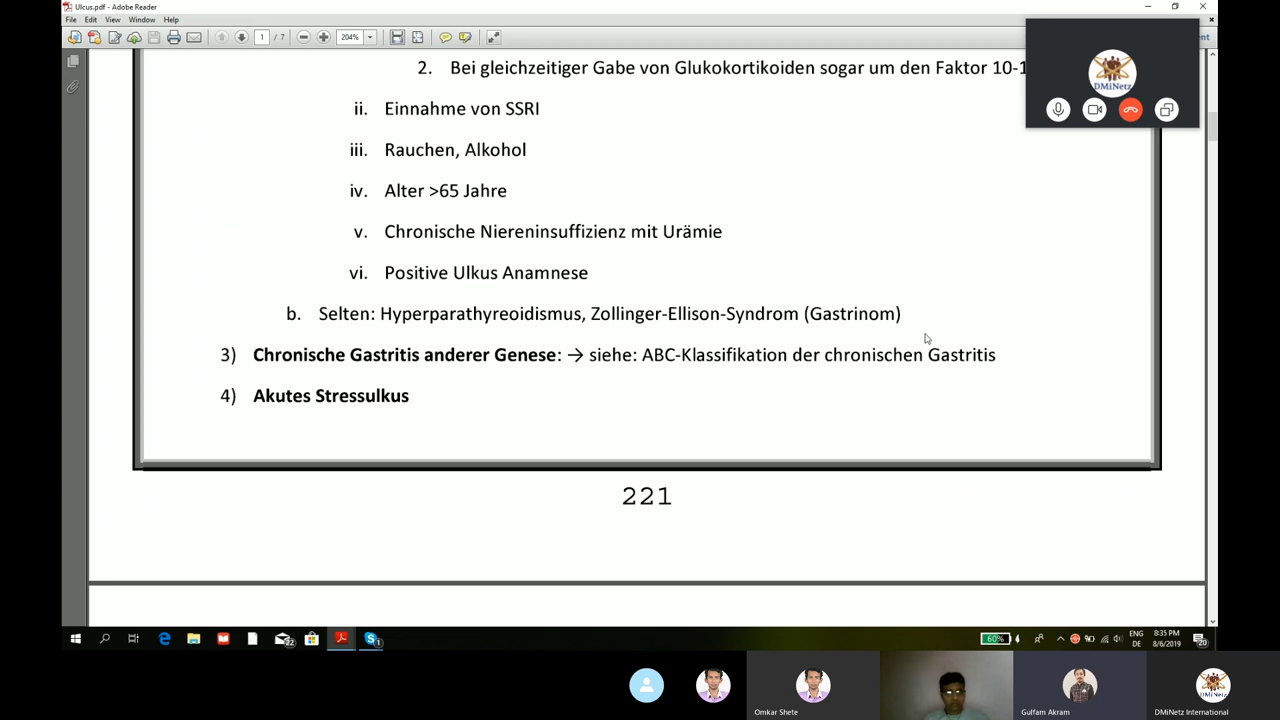 Ulcus.pdf - Adobe Reader
File Edit View Window Help
1 / 7 204%
2. Bei gleichzeitiger Gabe von Glukokortikoiden sogar um den Faktor 10-1
ii. Einnahme von SSRI
iii. Rauchen, Alkohol
iv. Alter >65 Jahre
v. Chronische Niereninsuffizienz mit Urämie
vi. Positive Ulkus Anamnese
b. Selten: Hyperparathyreoidismus, Zollinger-Ellison-Syndrom (Gastrinom)
3) Chronische Gastritis anderer Genese: → siehe: ABC-Klassifikation der chronischen Gastritis
4) Akutes Stressulkus
221
DMiNetz
60%
ENG
DE
8:35 PM
8/6/2019
20
22
1
Omkar Shete
Gulfam Akram
DMiNetz International